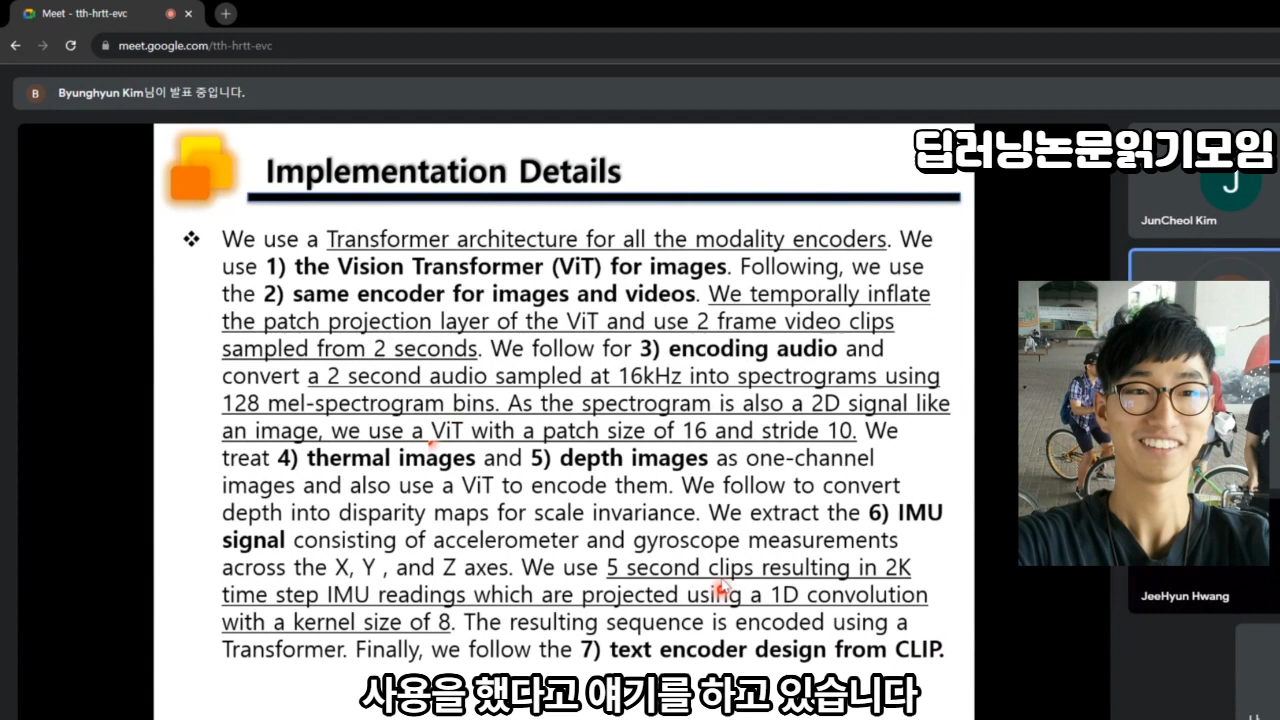 Meet - tth-hrtt-evc
meet.google.com/tth-hrtt-evc
B Byunghyun Kim님이 발표 중입니다.
딥러닝논문읽기모임
Implementation Details
J
JunCheol Kim
❖ We use a Transformer architecture for all the modality encoders. We
use 1) the Vision Transformer (ViT) for images. Following, we use
the 2) same encoder for images and videos. We temporally inflate
the patch projection layer of the ViT and use 2 frame video clips
sampled from 2 seconds. We follow for 3) encoding audio and
convert a 2 second audio sampled at 16kHz into spectrograms using
128 mel-spectrogram bins. As the spectrogram is also a 2D signal like
an image, we use a ViT with a patch size of 16 and stride 10. We
treat 4) thermal images and 5) depth images as one-channel
images and also use a ViT to encode them. We follow to convert
depth into disparity maps for scale invariance. We extract the 6) IMU
signal consisting of accelerometer and gyroscope measurements
across the X, Y , and Z axes. We use 5 second clips resulting in 2K
time step IMU readings which are projected using a 1D convolution
with a kernel size of 8. The resulting sequence is encoded using a
Transformer. Finally, we follow the 7) text encoder design from CLIP.
JeeHyun Hwang
사용을 했다고 얘기를 하고 있습니다